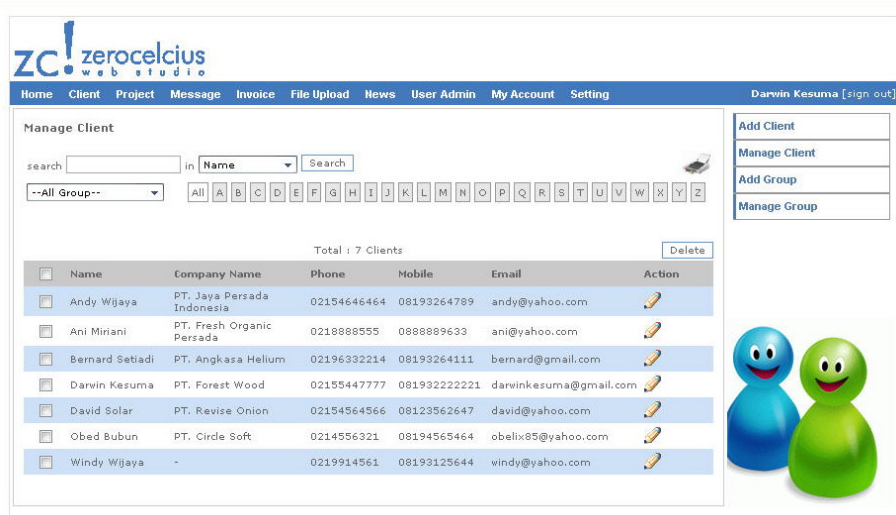 ZC! zerocelcius
web studio
Home Client Project Message Invoice File Upload News User Admin My Account Setting Darwin Kesuma [sign out]
Manage Client
search in Name Search
--All Group-- All A B C D E F G H I J K L M N O P Q R S T U V W X Y Z
Total : 7 Clients Delete
Name Company Name Phone Mobile Email Action
Andy Wijaya PT. Jaya Persada Indonesia 02154646464 08193264789 andy@yahoo.com
Ani Miriani PT. Fresh Organic Persada 0218888555 0888889633 ani@yahoo.com
Bernard Setiadi PT. Angkasa Helium 02196332214 08193264111 bernard@gmail.com
Darwin Kesuma PT. Forest Wood 02155447777 081932222221 darwinkesuma@gmail.com
David Solar PT. Revise Onion 02154564566 08123562647 david@yahoo.com
Obed Bubun PT. Circle Soft 0214556321 08194565464 obelix85@yahoo.com
Windy Wijaya - 0219914561 08193125644 windy@yahoo.com
Add Client
Manage Client
Add Group
Manage Group